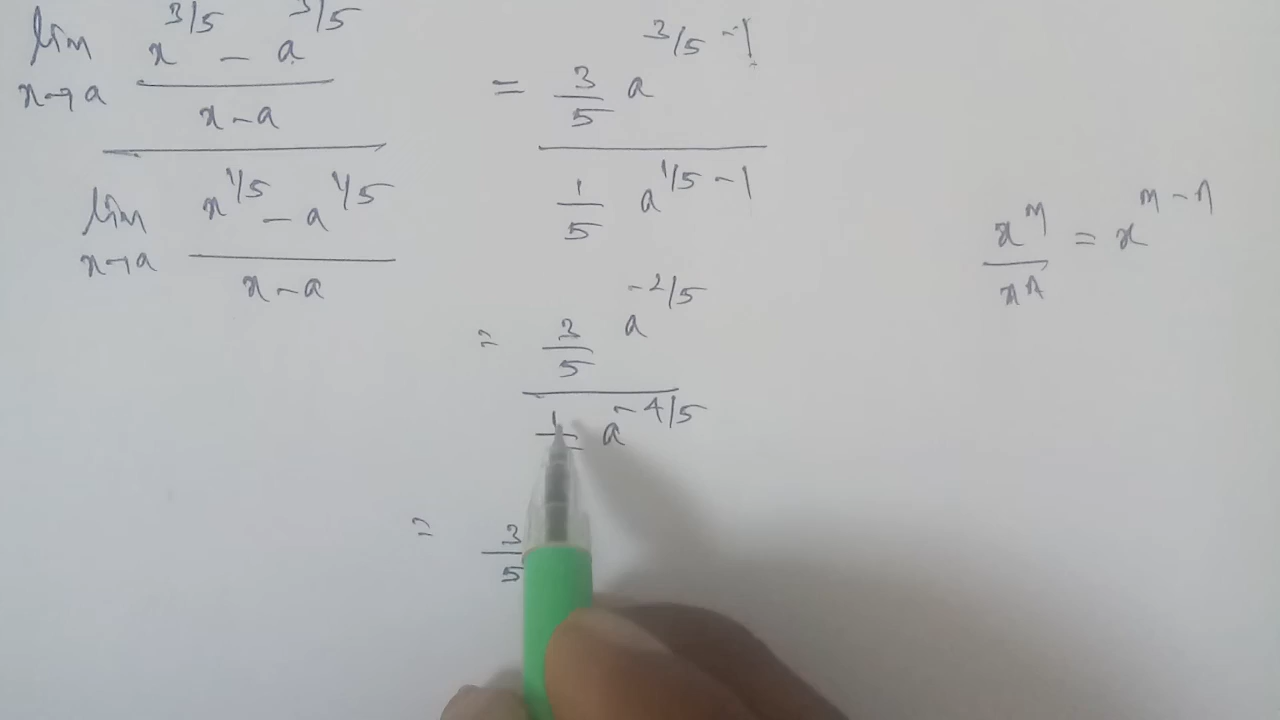 lim x→a (x^{3/5} - a^{3/5}) / (x-a)
lim x→a (x^{1/5} - a^{1/5}) / (x-a)
= (3/5 a^{3/5 -1}) / (1/5 a^{1/5 -1})
= (3/5 a^{-2/5}) / (1/ a^{-4/5})
= 3/5
x^m / x^n = x^{m-n}